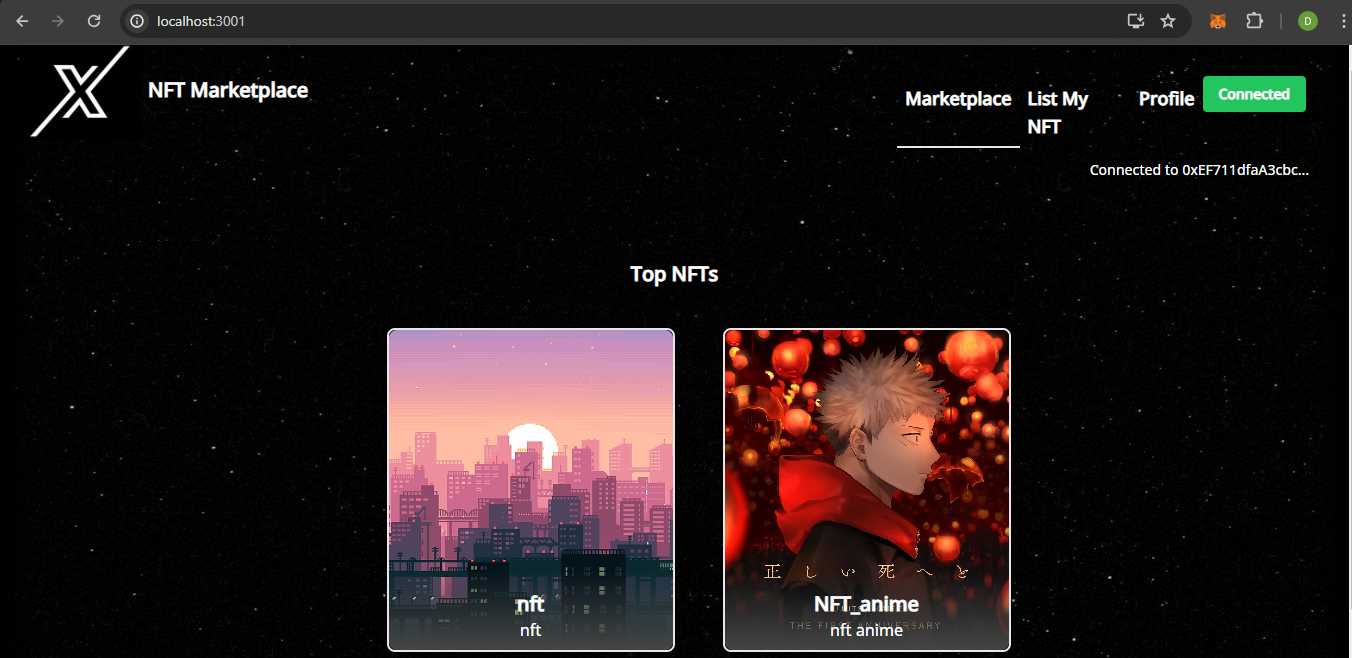 localhost:3001
D
X
NFT Marketplace
Marketplace
List My
NFT
Profile
Connected
Connected to 0xEF711dfaA3cbc...
Top NFTs
nft
nft
正しい死へと
NFT_anime
THE FIRST ANNIVERSARY
nft anime